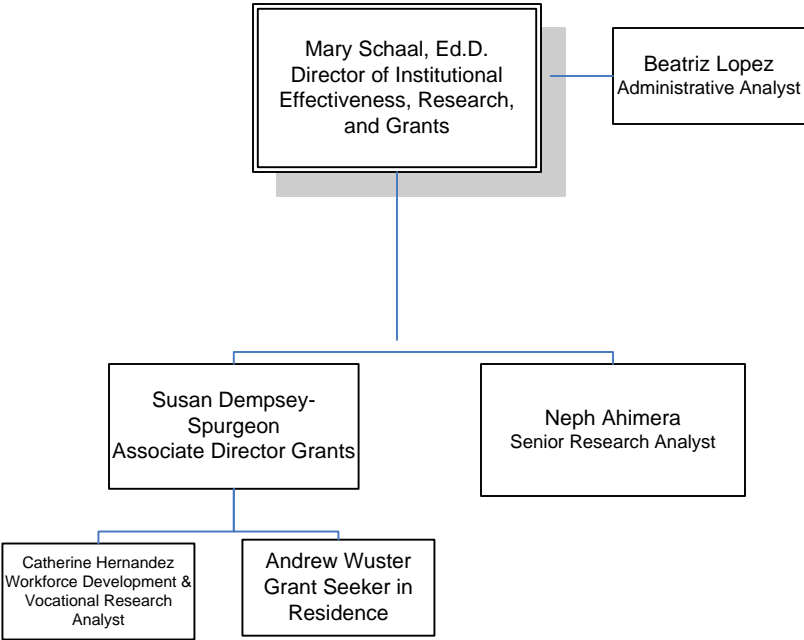 Mary Schaal, Ed.D.
Director of Institutional
Effectiveness, Research,
and Grants
Beatriz Lopez
Administrative Analyst
Susan Dempsey-
Spurgeon
Associate Director Grants
Neph Ahimera
Senior Research Analyst
Catherine Hernandez
Workforce Development &
Vocational Research
Analyst
Andrew Wuster
Grant Seeker in
Residence